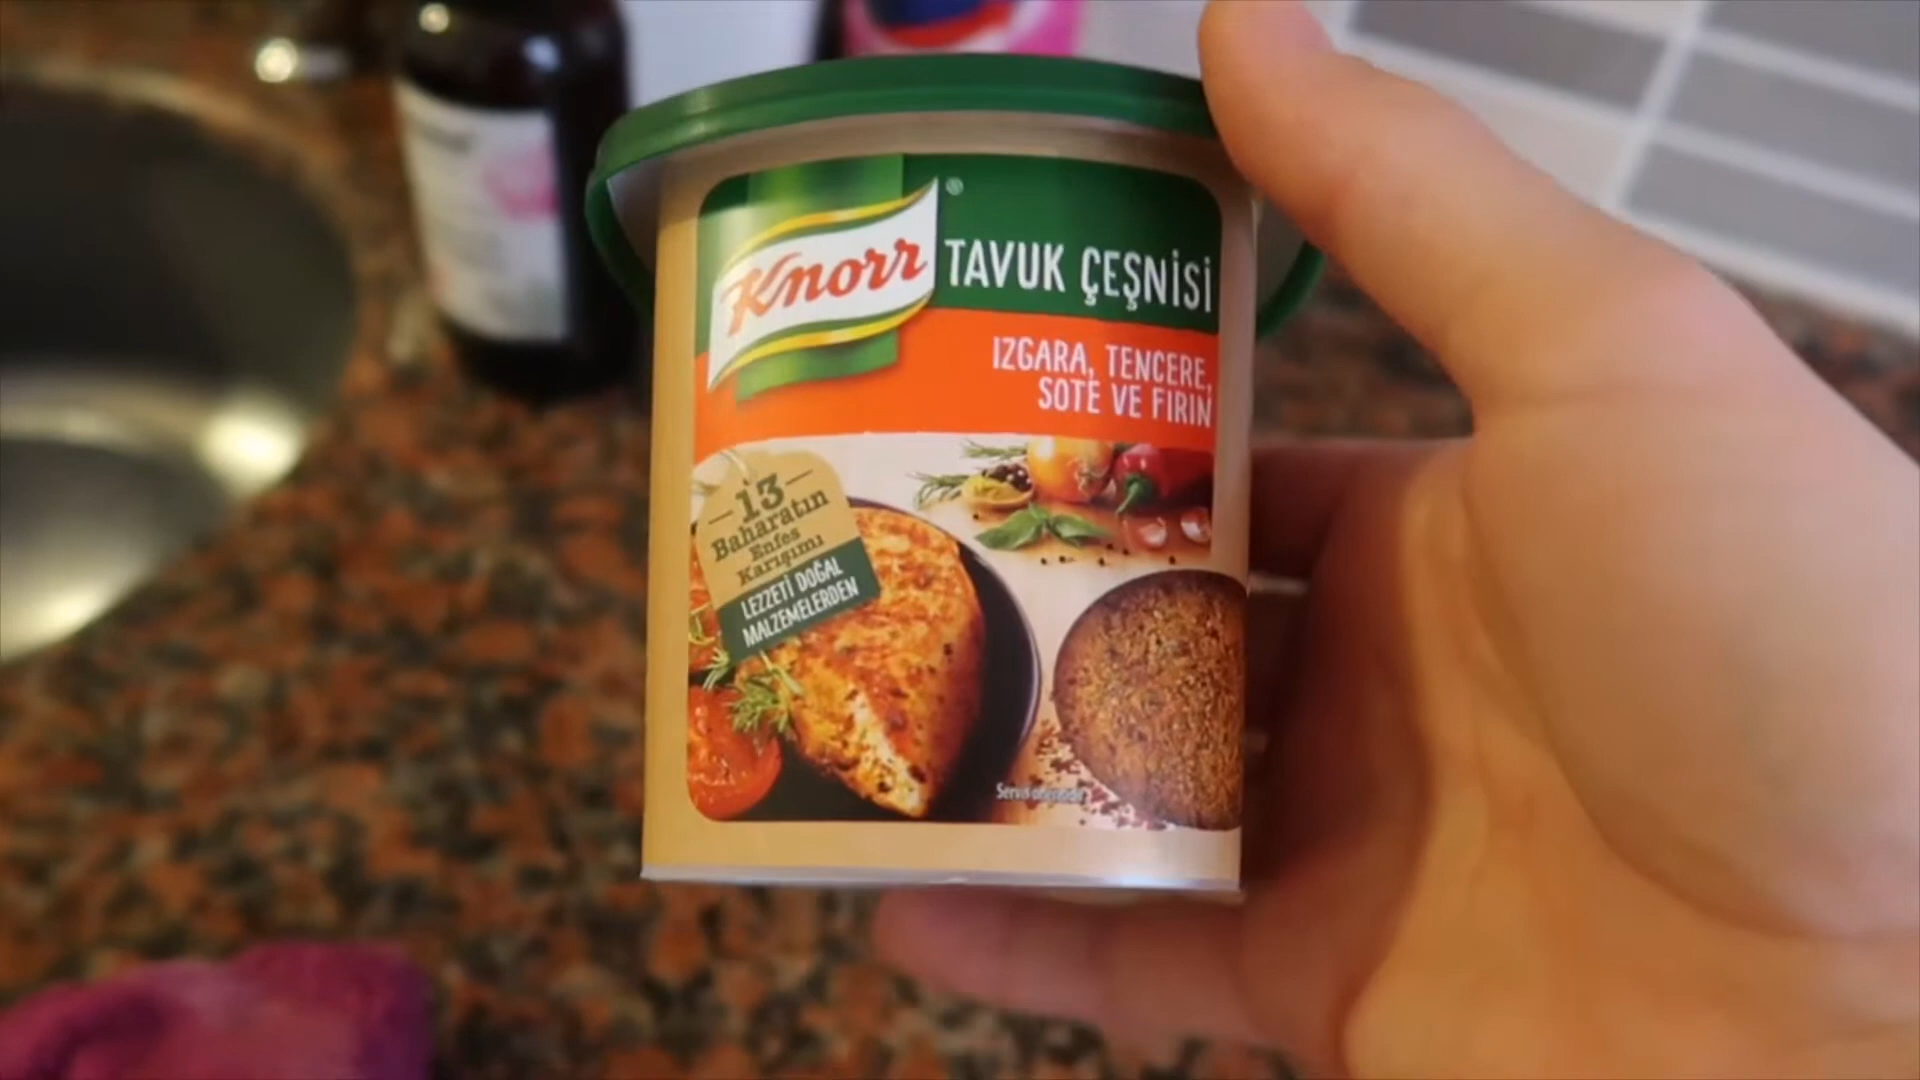 Knorr®
TAVUK ÇEŞNİSİ
IZGARA, TENCERE,
SOTE VE FIRIN
13
Baharatın
Enfes
Karışımı
LEZZETİ DOĞAL
MALZEMELERDEN